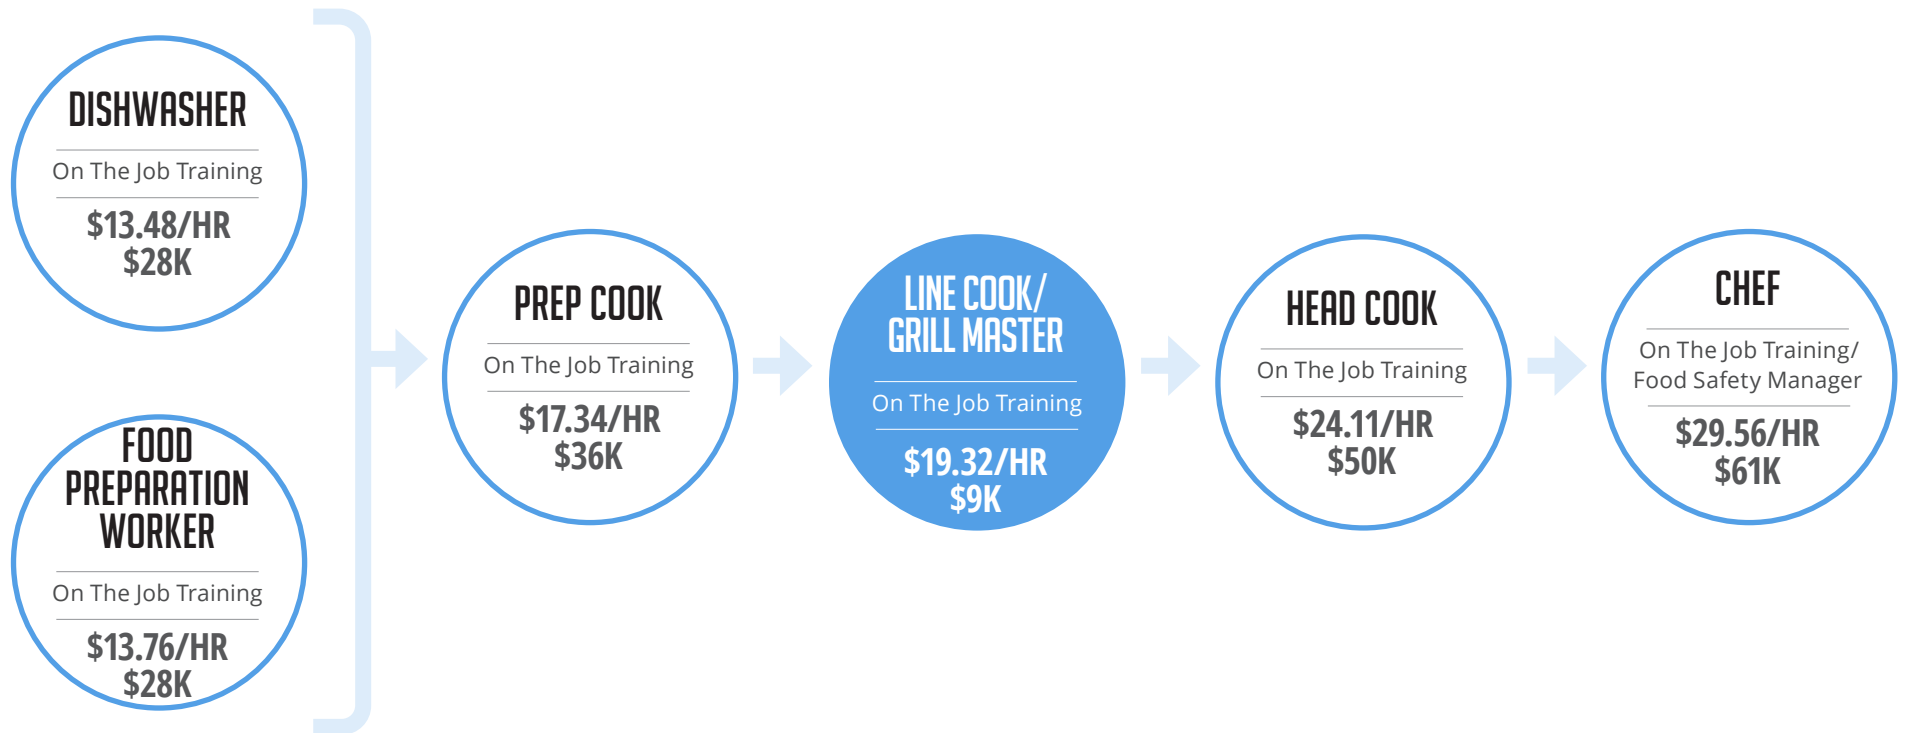 DISHWASHER
On The Job Training
$13.48/HR
$28K
FOOD
PREPARATION
WORKER
On The Job Training
$13.76/HR
$28K
PREP COOK
On The Job Training
$17.34/HR
$36K
LINE COOK/
GRILL MASTER
On The Job Training
$19.32/HR
$9K
HEAD COOK
On The Job Training
$24.11/HR
$50K
CHEF
On The Job Training/
Food Safety Manager
$29.56/HR
$61K